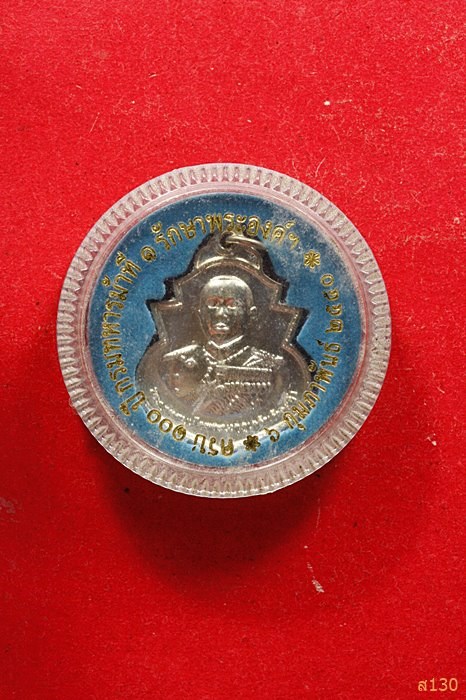 ครบ ๑๐๐ ปี กรมทหารม้าที่ ๑ รักษาพระองค์ฯ
๑ กุมภาพันธ์ ๒๕๕๐
ส130